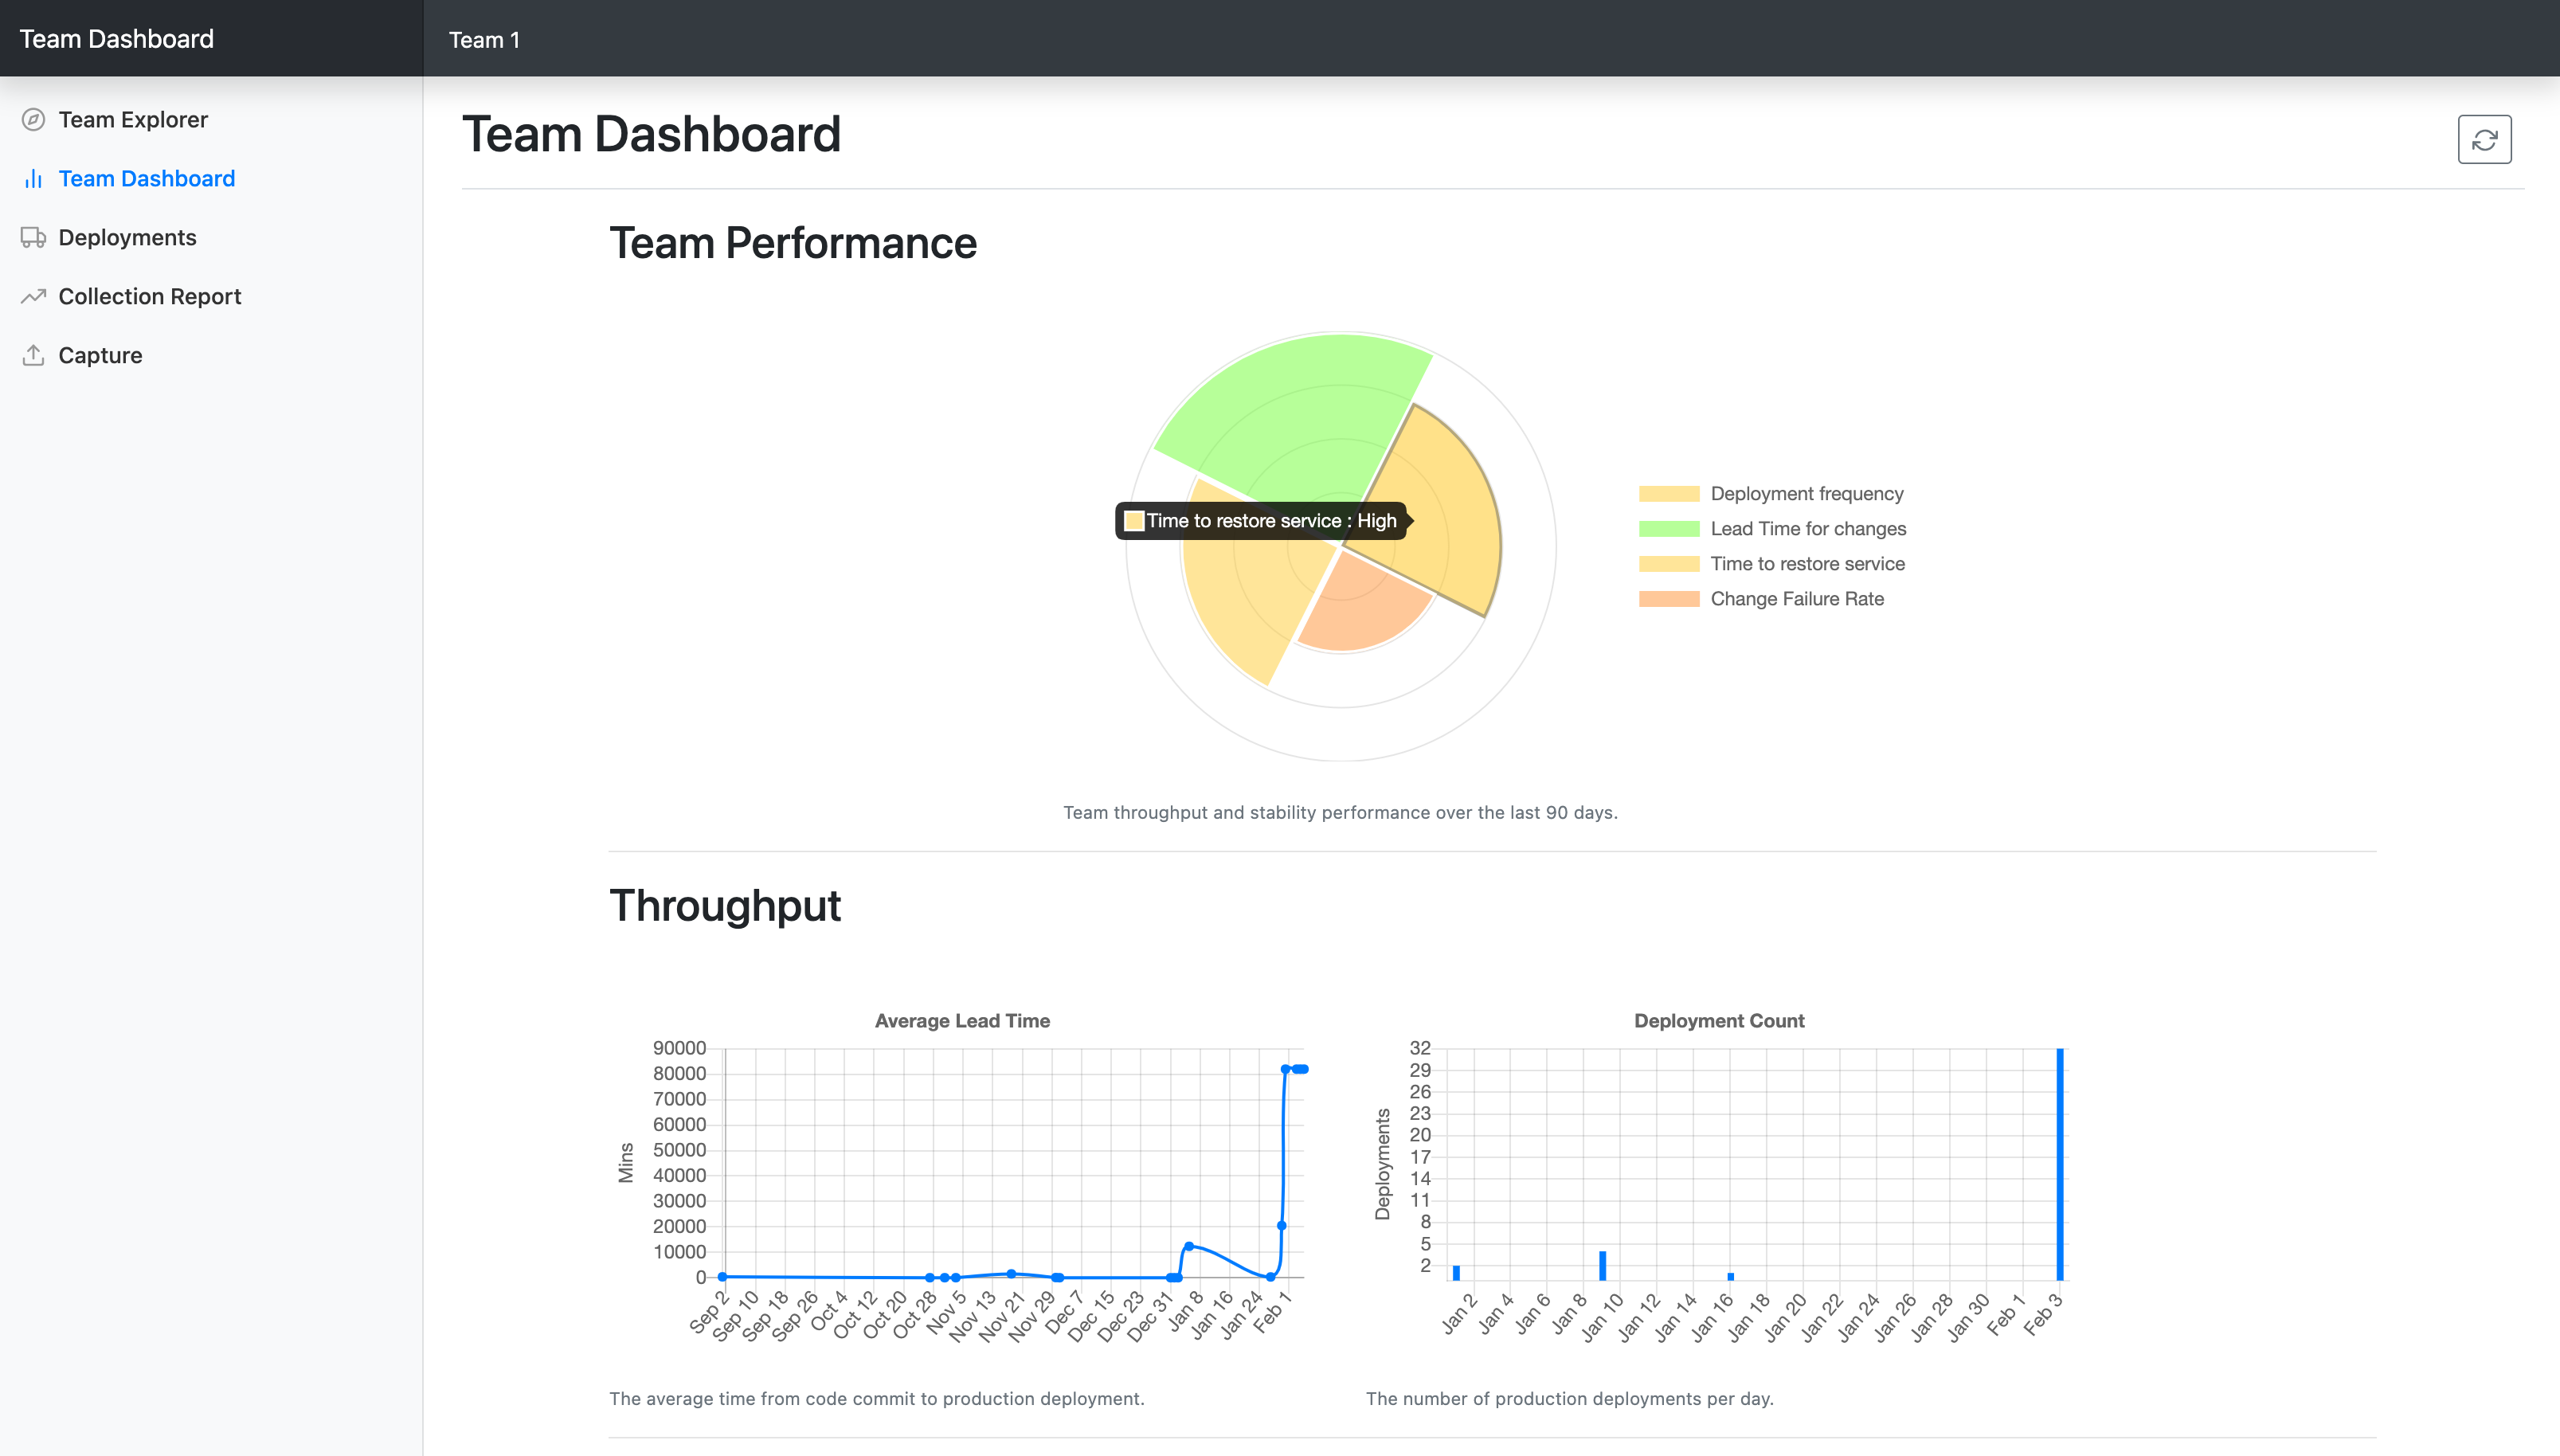 Team Dashboard
Team 1
Team Explorer
Team Dashboard
Deployments
Collection Report
Capture
Team Dashboard
Team Performance
Time to restore service : High
Deployment frequency
Lead Time for changes
Time to restore service
Change Failure Rate
Team throughput and stability performance over the last 90 days.
Throughput
Average Lead Time
Mins
90000
80000
70000
60000
50000
40000
30000
20000
10000
0
Sep 2
Sep 10
Sep 18
Sep 26
Oct 4
Oct 12
Oct 20
Oct 28
Nov 5
Nov 13
Nov 21
Nov 29
Dec 7
Dec 15
Dec 23
Dec 31
Jan 8
Jan 16
Jan 24
Feb 1
The average time from code commit to production deployment.
Deployment Count
Deployments
32
29
26
23
20
17
14
11
8
5
2
Jan 2
Jan 4
Jan 6
Jan 8
Jan 10
Jan 12
Jan 14
Jan 16
Jan 18
Jan 20
Jan 22
Jan 24
Jan 26
Jan 28
Jan 30
Feb 1
Feb 3
The number of production deployments per day.